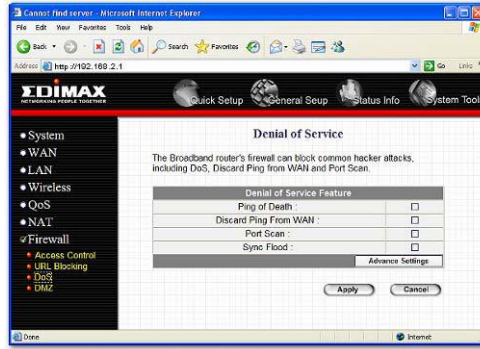 Cannot find server - Microsoft Internet Explorer
File Edit View Favorites Tools Help
Back Search Favorites
Address http://192.168.2.1 Go Links
EDIMAX
NETWORKING PEOPLE TOGETHER
Quick Setup General Seup Status Info System Tool
System
WAN
LAN
Wireless
QoS
NAT
Firewall
Access Control
URL Blocking
DoS
DMZ
Denial of Service
The Broadband router's firewall can block common hacker attacks,
including DoS, Discard Ping from WAN and Port Scan.
Denial of Service Feature
Ping of Death :
Discard Ping From WAN :
Port Scan :
Sync Flood :
Advance Settings
Apply Cancel
Done Internet